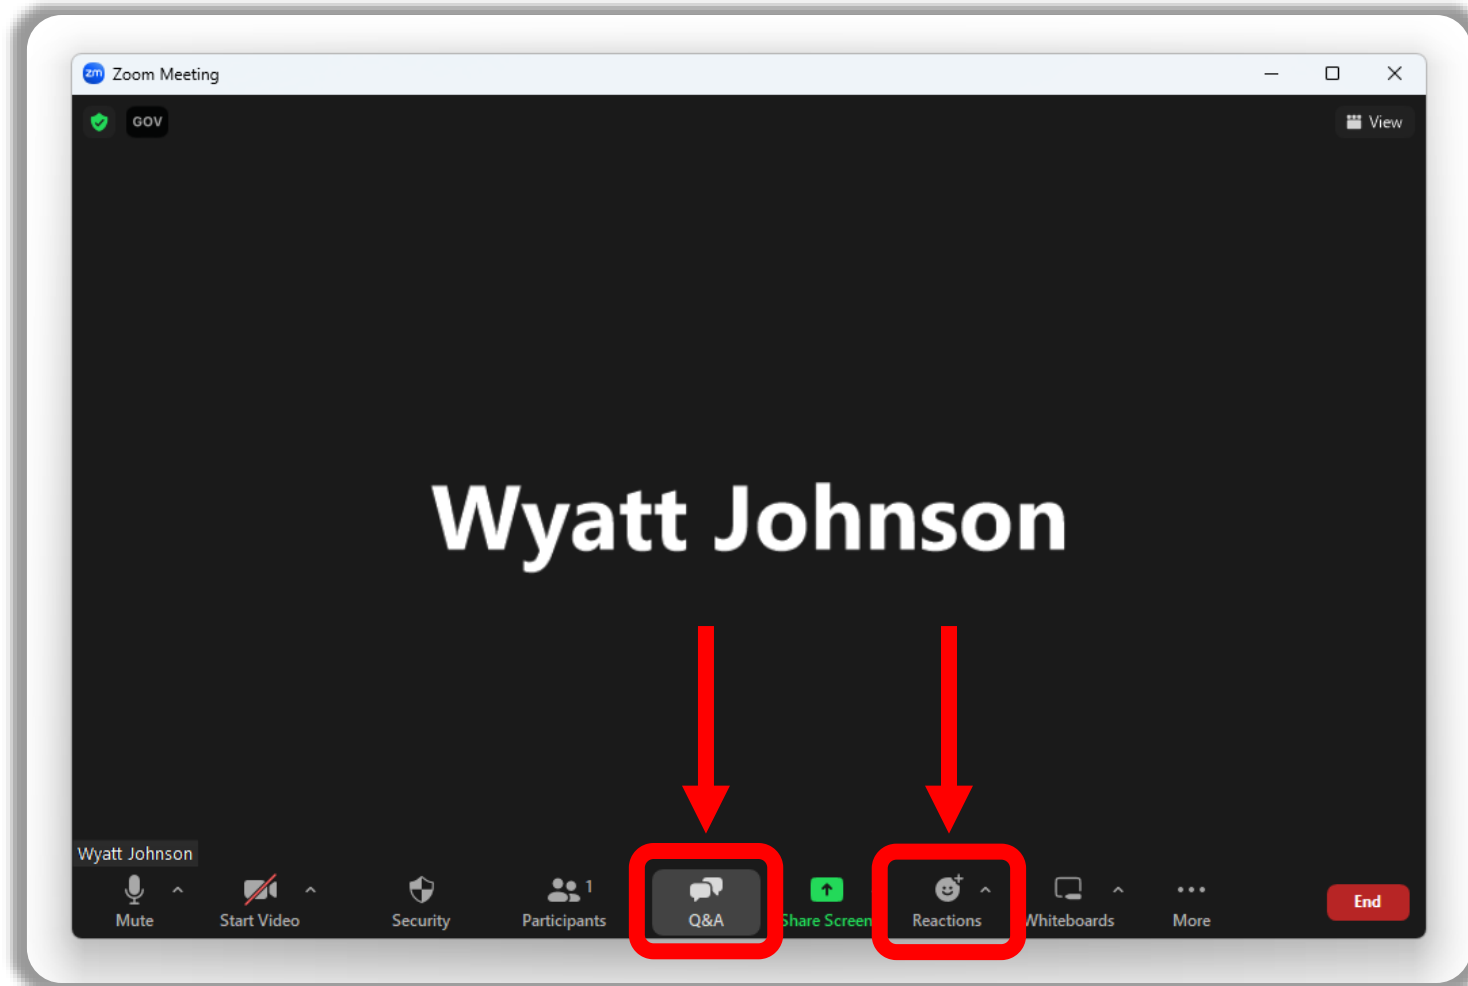 zm Zoom Meeting
GOV
View
Wyatt Johnson
Wyatt Johnson
1
Mute Start Video Security Participants Q&A Share Screen Reactions Whiteboards More End